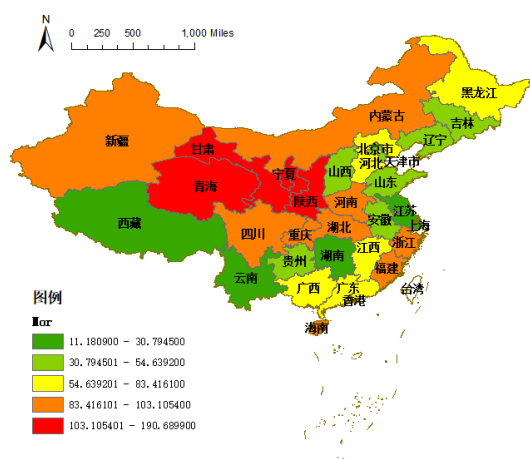 N
0 250 500 1,000 Miles
黑龙江
内蒙古
吉林
新疆
辽宁
北京市
甘肃
天津市
河北
宁夏
山西
青海
山东
陕西
河南
江苏
西藏
安徽
上海
湖北
四川
重庆
浙江
江西
湖南
贵州
福建
云南
广西
广东
台湾
香港
海南
图例
Mor
11.180900 - 30.794500
30.794501 - 54.639200
54.639201 - 83.416100
83.416101 - 103.105400
103.105401 - 190.689900